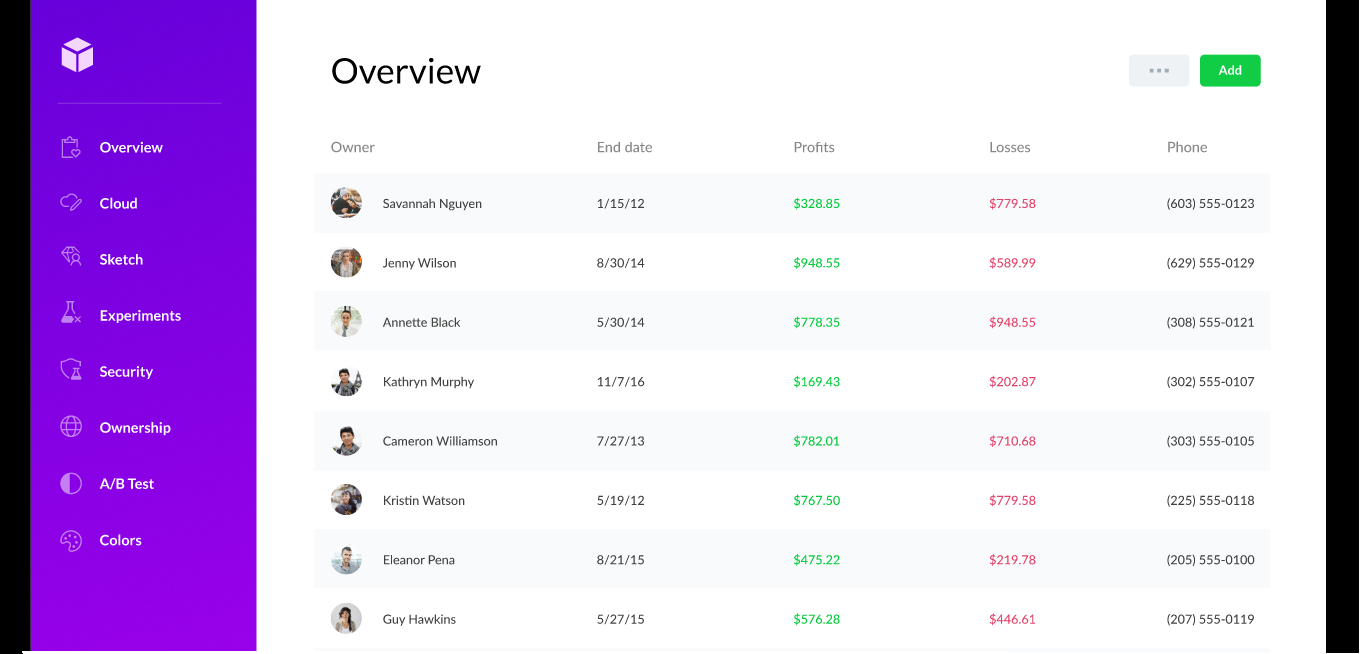 Overview
Cloud
Sketch
Experiments
Security
Ownership
A/B Test
Colors
Overview
Add
Owner End date Profits Losses Phone
Savannah Nguyen 1/15/12 $328.85 $779.58 (603) 555-0123
Jenny Wilson 8/30/14 $948.55 $589.99 (629) 555-0129
Annette Black 5/30/14 $778.35 $948.55 (308) 555-0121
Kathryn Murphy 11/7/16 $169.43 $202.87 (302) 555-0107
Cameron Williamson 7/27/13 $782.01 $710.68 (303) 555-0105
Kristin Watson 5/19/12 $767.50 $779.58 (225) 555-0118
Eleanor Pena 8/21/15 $475.22 $219.78 (205) 555-0100
Guy Hawkins 5/27/15 $576.28 $446.61 (207) 555-0119